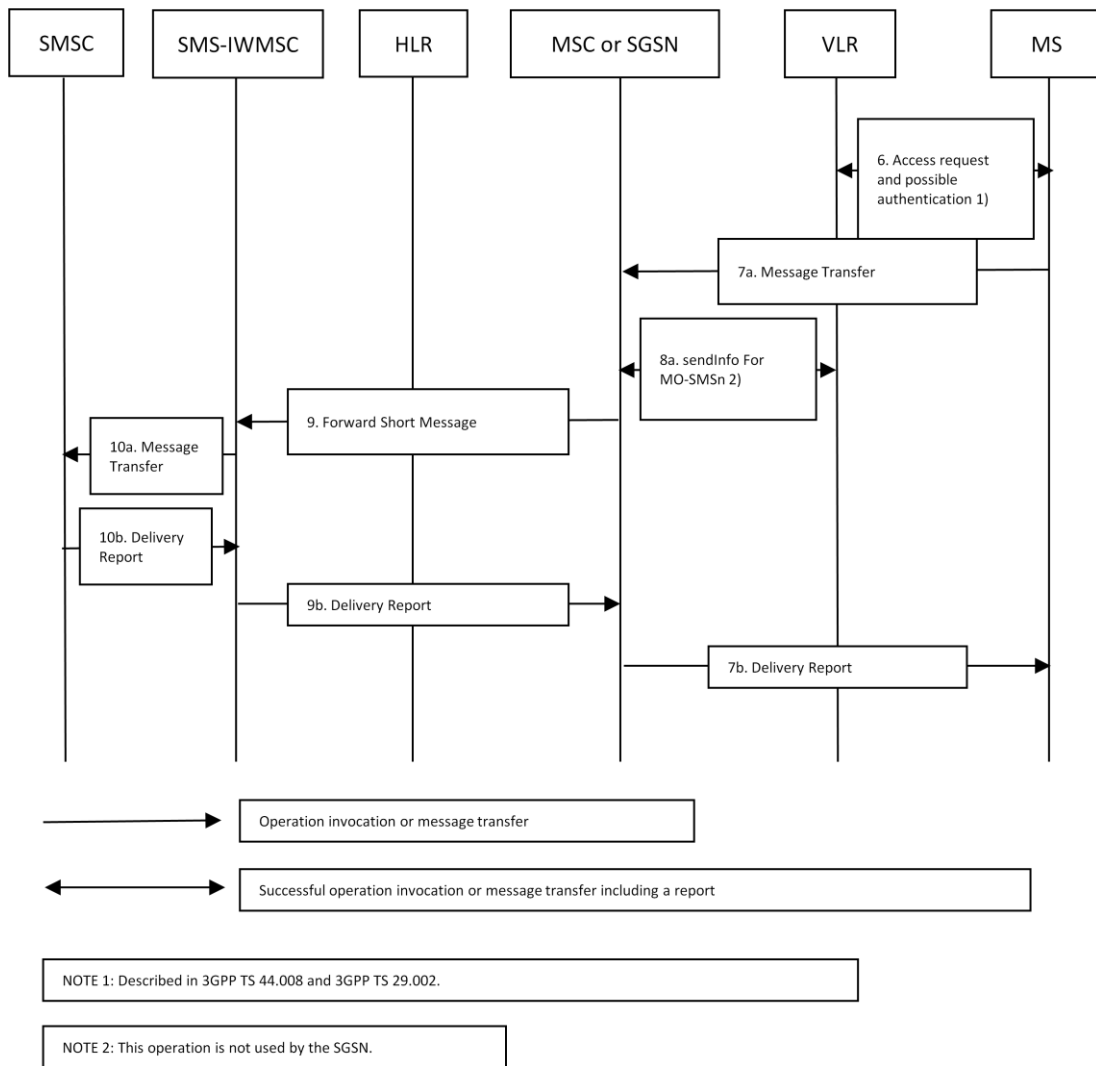 SMSC
SMS-IWMSC
HLR
MSC or SGSN
VLR
MS
6. Access request
and possible
authentication 1)
7a. Message Transfer
8a. sendInfo For
MO-SMSn 2)
9. Forward Short Message
10a. Message
Transfer
10b. Delivery
Report
9b. Delivery Report
7b. Delivery Report
Operation invocation or message transfer
Successful operation invocation or message transfer including a report
NOTE 1: Described in 3GPP TS 44.008 and 3GPP TS 29.002.
NOTE 2: This operation is not used by the SGSN.